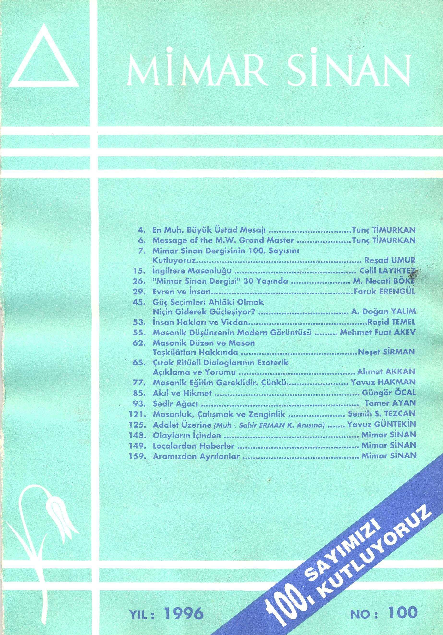 MİMAR SİNAN
4. En Muh. Büyük Üstad Mesajı ............................Tunç TİMURKAN
6. Message of the M.W. Grand Master ...................Tunç TİMURKAN
7. Mimar Sinan Dergisinin 100. Sayısını
Kutluyoruz........................................................ Reşad UMUR
15. İngiltere Masonluğu ........................................ Celil LAYIKTEZ
26. "Mimar Sinan Dergisi" 30 Yaşında .................... M. Necati BÖKE
29. Evren ve İnsan................................................ Faruk ERENGÜL
45. Güç Seçimler: Ahlâki Olmak
Niçin Giderek Güçleşiyor? ............................... A. Doğan YALIM
53. İnsan Hakları ve Vicdan.................................... Raşid TEMEL
55. Masonik Düşüncenin Modern Görüntüsü ........ Mehmet Fuat AKEV
62. Masonik Düzen ve Mason
Teşkilâtları Hakkında ........................................ Neşet SİRMAN
65. Çırak Ritüeli Dialoglarının Ezoterik
Açıklama ve Yorumu ........................................ Ahmet AKKAN
77. Masonik Eğitim Gereklidir. Çünkü..................... Yavuz HAKMAN
85. Akıl ve Hikmet ................................................ Güngör ÖCAL
93. Sedir Ağacı ..................................................... Tamer AYAN
121. Masonluk, Çalışmak ve Zenginlik .................... Semih S. TEZCAN
125. Adalet Üzerine (Müh. Sahir ERMAN K. Anısına) ...... Yavuz GÜNTEKİN
148. Olayların İçinden ............................................ Mimar SİNAN
149. Localardan Haberler ....................................... Mimar SİNAN
159. Aramızdan Ayrılanlar ...................................... Mimar SİNAN
100. SAYIMIZI
KUTLUYORUZ
YIL: 1996
NO: 100